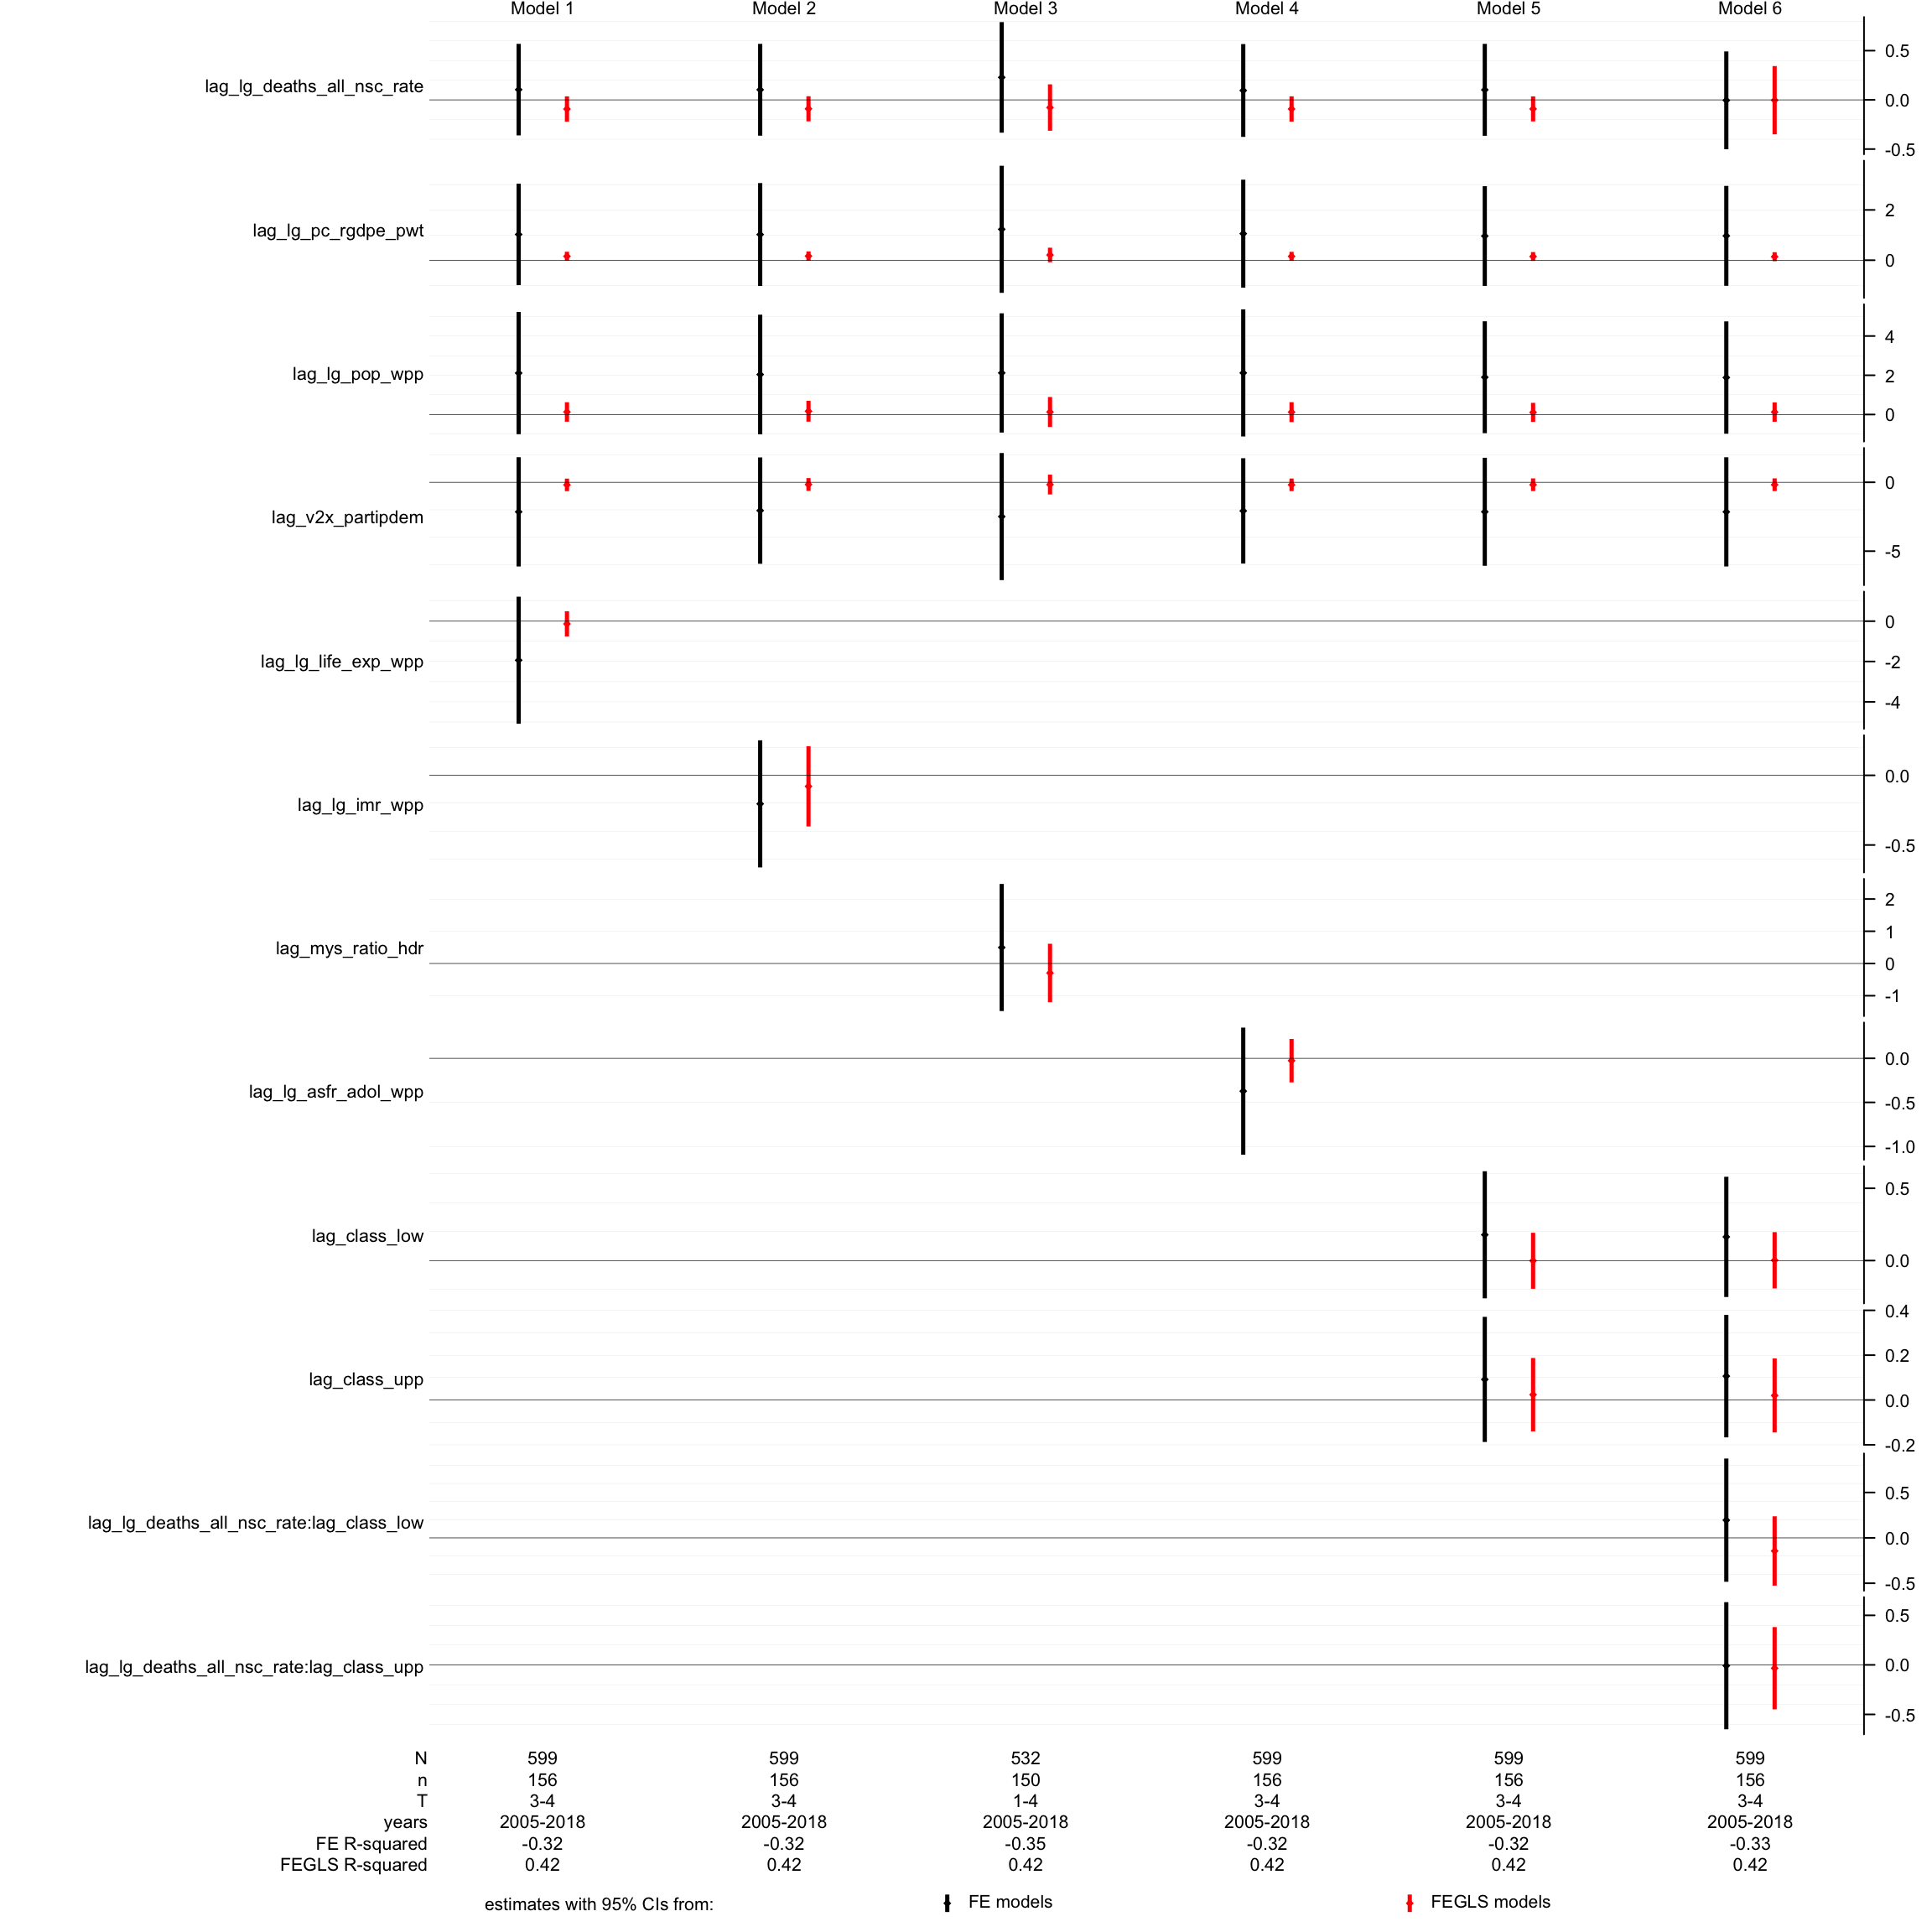 Model 1 Model 2 Model 3 Model 4 Model 5 Model 6
lag_lg_deaths_all_nsc_rate
0.5
0.0
-0.5
lag_lg_pc_rgdpe_pwt
2
0
lag_lg_pop_wpp
4
2
0
lag_v2x_partipdem
0
-5
lag_lg_life_exp_wpp
0
-2
-4
lag_lg_imr_wpp
0.0
-0.5
lag_mys_ratio_hdr
2
1
0
-1
lag_lg_asfr_adol_wpp
0.0
-0.5
-1.0
lag_class_low
0.5
0.0
lag_class_upp
0.4
0.2
0.0
-0.2
lag_lg_deaths_all_nsc_rate:lag_class_low
0.5
0.0
-0.5
lag_lg_deaths_all_nsc_rate:lag_class_upp
0.5
0.0
-0.5
N 599 599 532 599 599 599
n 156 156 150 156 156 156
T 3-4 3-4 1-4 3-4 3-4 3-4
years 2005-2018 2005-2018 2005-2018 2005-2018 2005-2018 2005-2018
FE R-squared -0.32 -0.32 -0.35 -0.32 -0.32 -0.33
FEGLS R-squared 0.42 0.42 0.42 0.42 0.42 0.42
estimates with 95% CIs from: FE models FEGLS models